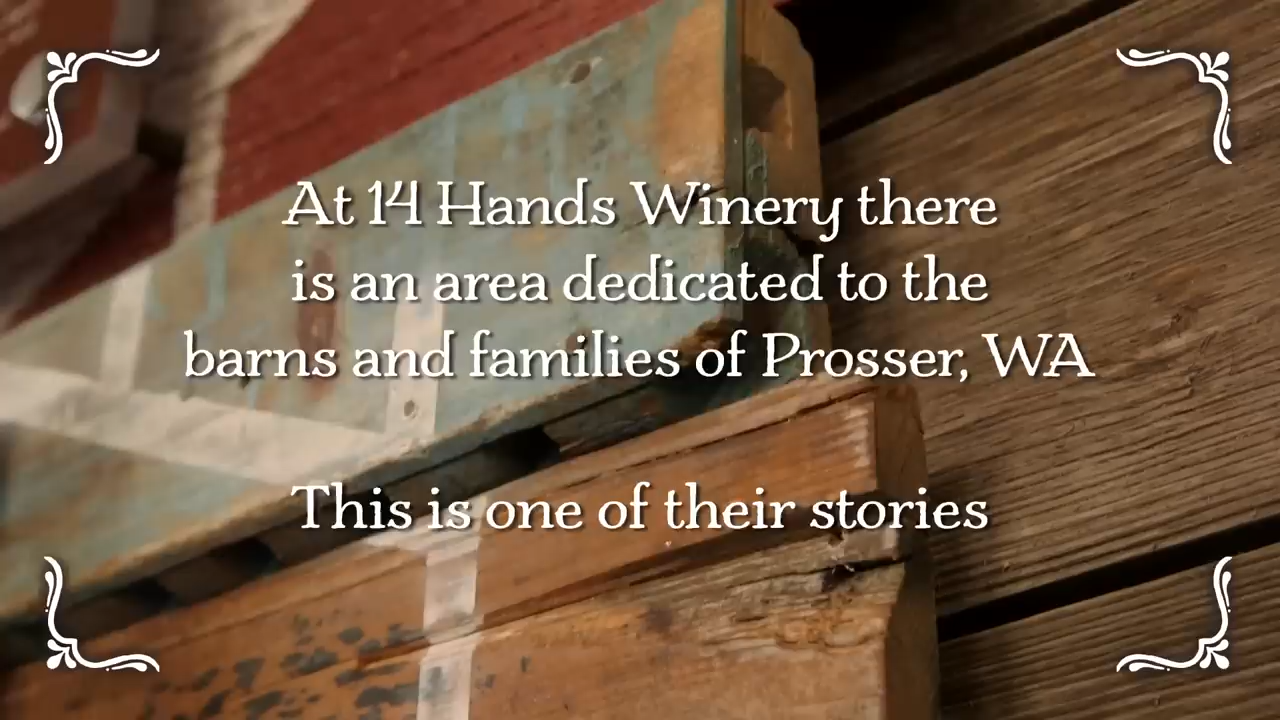 At 14 Hands Winery there
is an area dedicated to the
barns and families of Prosser, WA
This is one of their stories